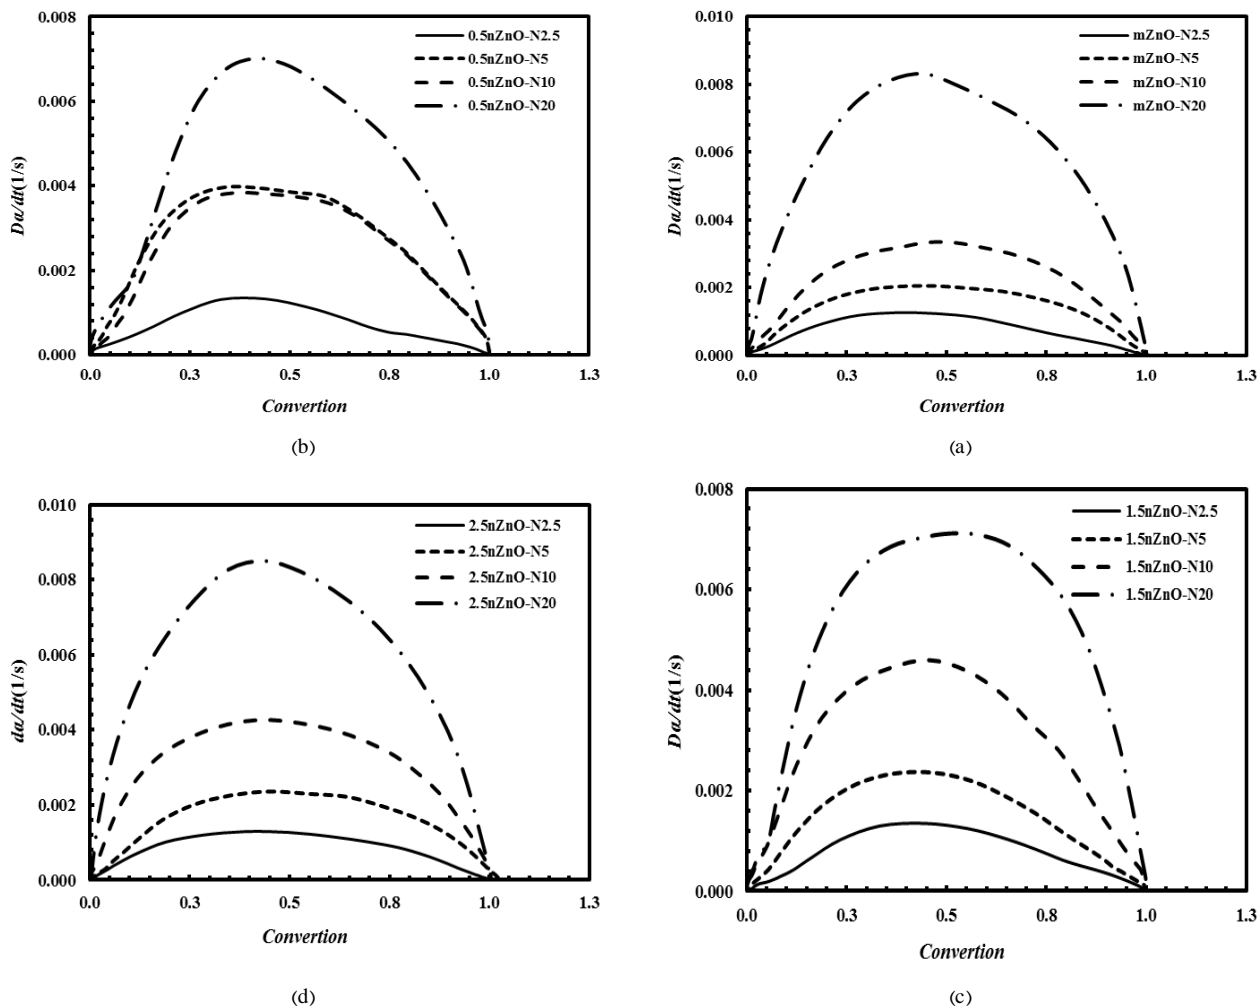 0.008
0.006
0.004
0.002
0.000
Da/dt(1/s)
0.5nZnO-N2.5
0.5nZnO-N5
0.5nZnO-N10
0.5nZnO-N20
0.0 0.3 0.5 0.8 1.0 1.3
Convertion
(b)
0.010
0.008
0.006
0.004
0.002
0.000
Da/dt(1/s)
mZnO-N2.5
mZnO-N5
mZnO-N10
mZnO-N20
0.0 0.3 0.5 0.8 1.0 1.3
Convertion
(a)
0.010
0.008
0.006
0.004
0.002
0.000
da/dt(1/s)
2.5nZnO-N2.5
2.5nZnO-N5
2.5nZnO-N10
2.5nZnO-N20
0.0 0.3 0.5 0.8 1.0 1.3
Convertion
(d)
0.008
0.006
0.004
0.002
0.000
Da/dt(1/s)
1.5nZnO-N2.5
1.5nZnO-N5
1.5nZnO-N10
1.5nZnO-N20
0.0 0.3 0.5 0.8 1.0 1.3
Convertion
(c)